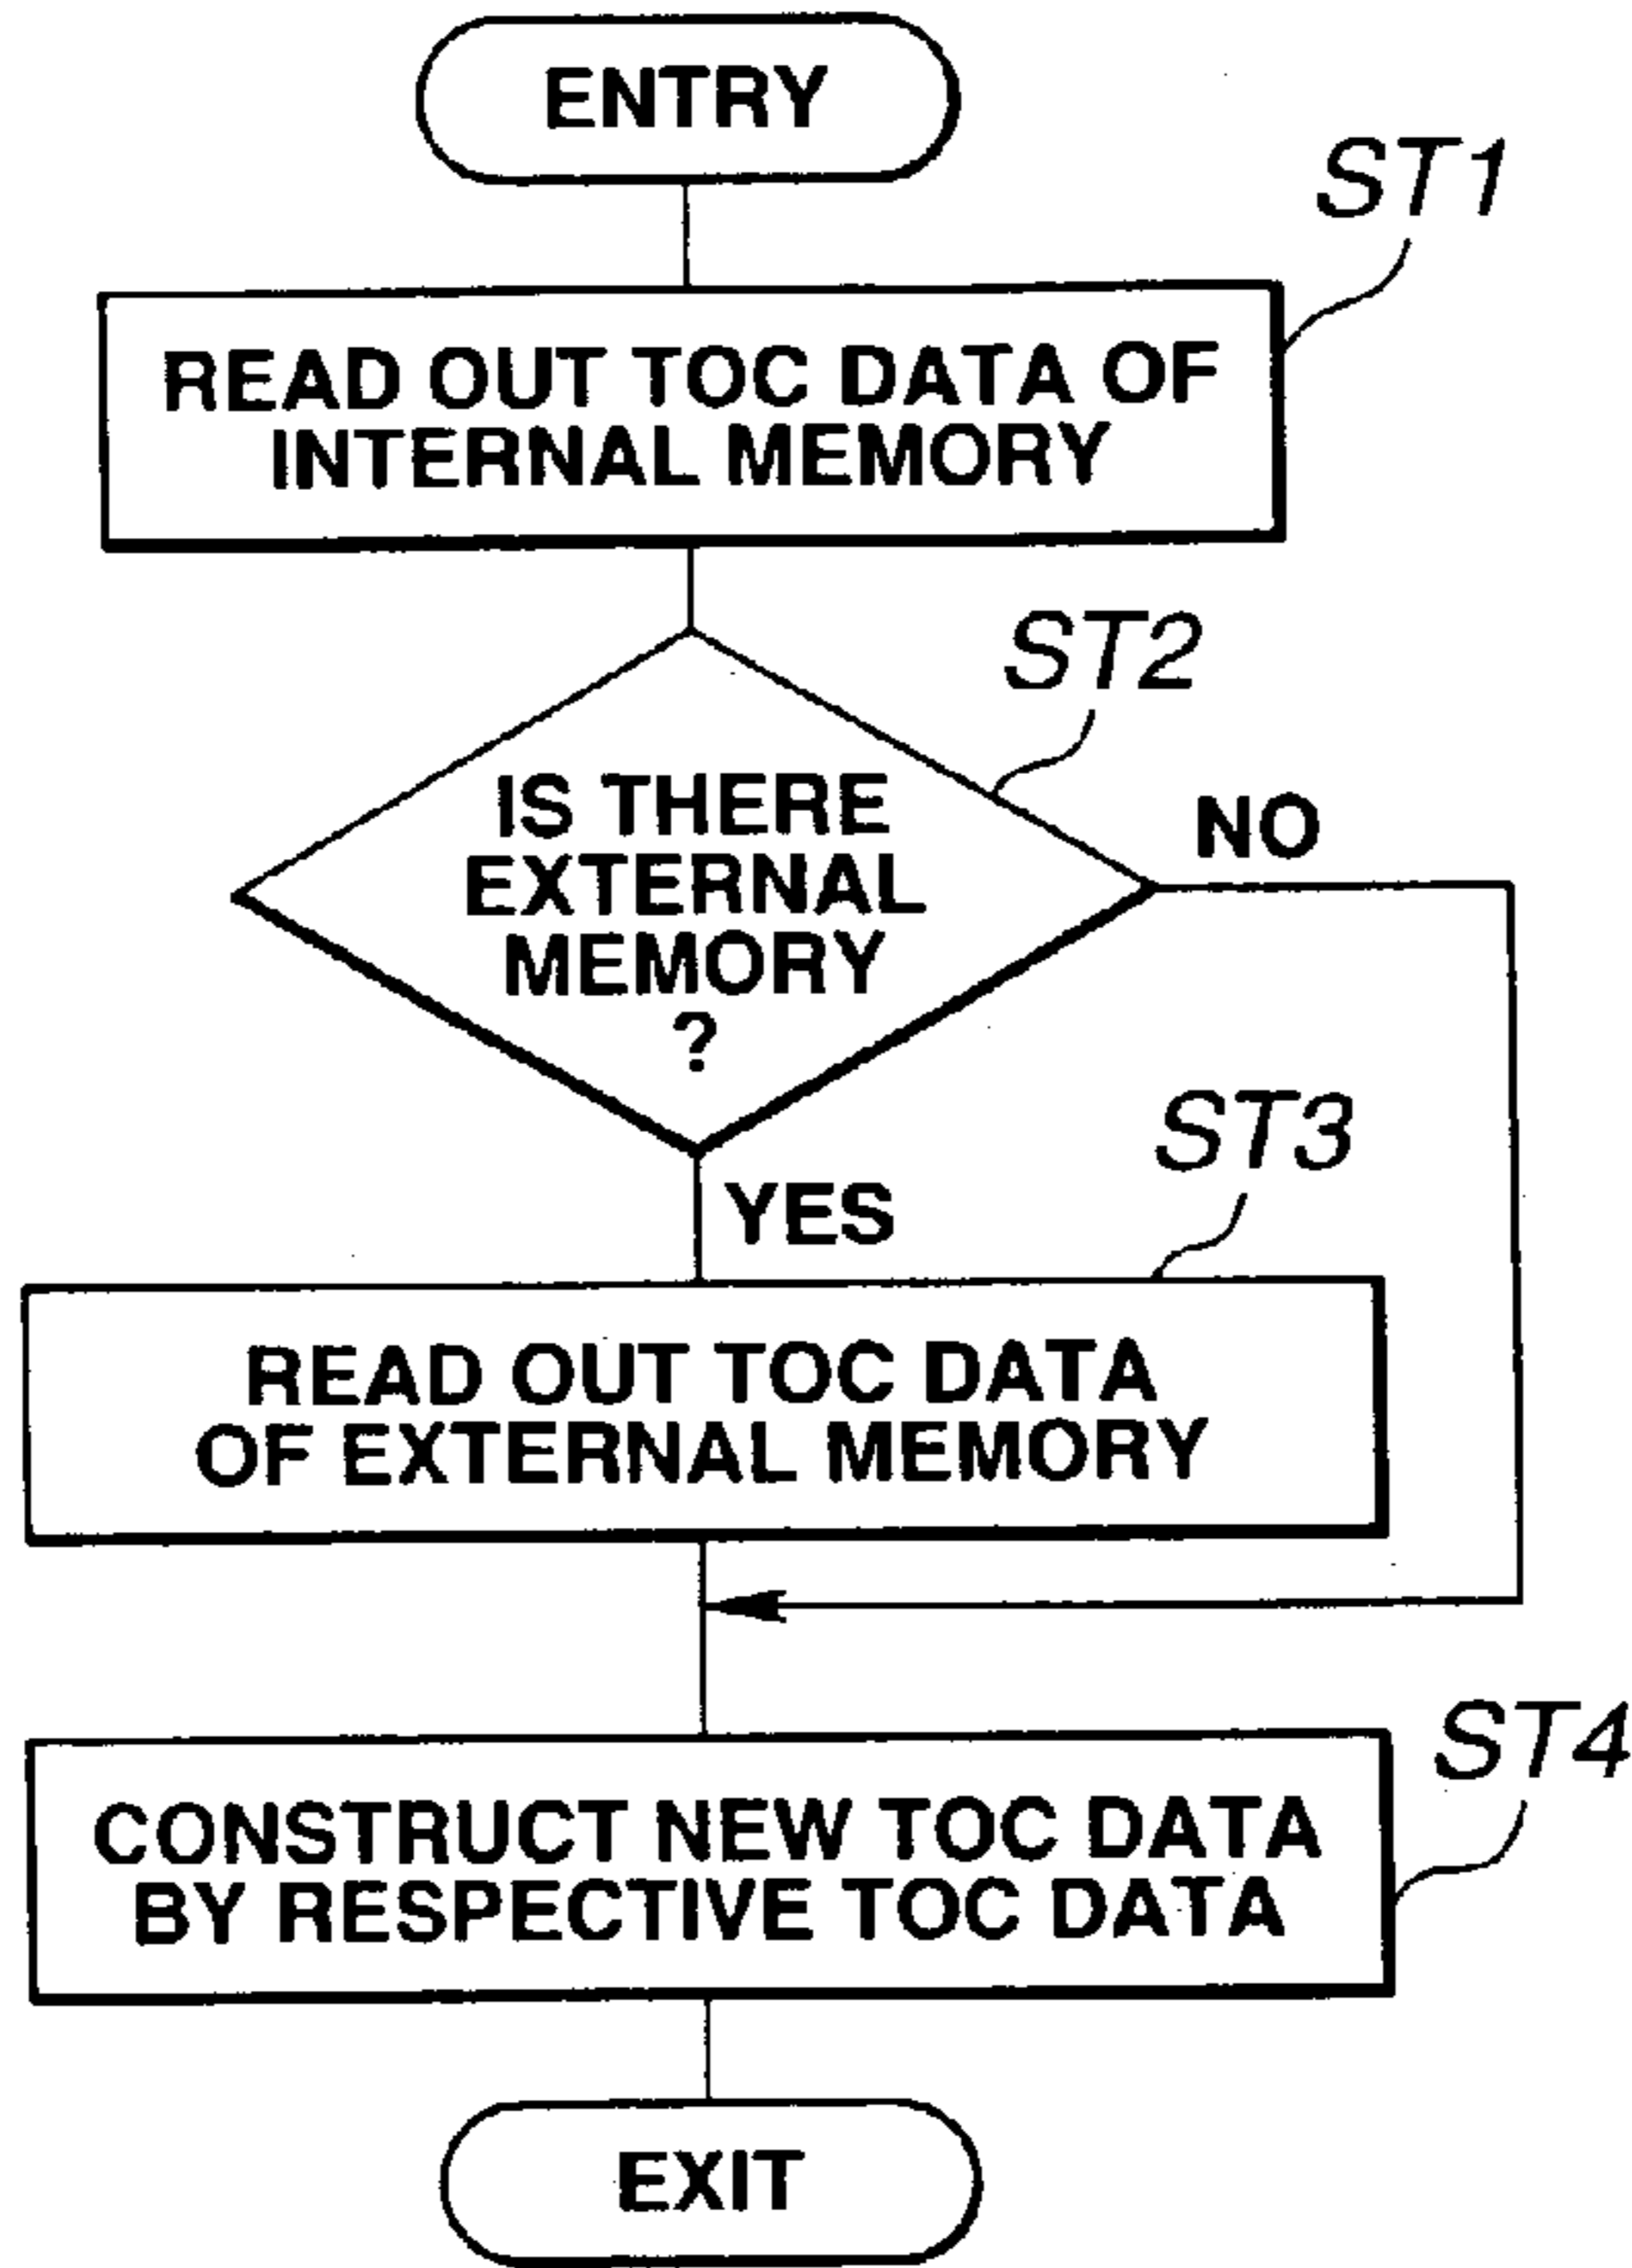 ENTRY
ST1
READ OUT TOC DATA OF
INTERNAL MEMORY
ST2
IS THERE
EXTERNAL
MEMORY
?
NO
YES
ST3
READ OUT TOC DATA
OF EXTERNAL MEMORY
ST4
CONSTRUCT NEW TOC DATA
BY RESPECTIVE TOC DATA
EXIT